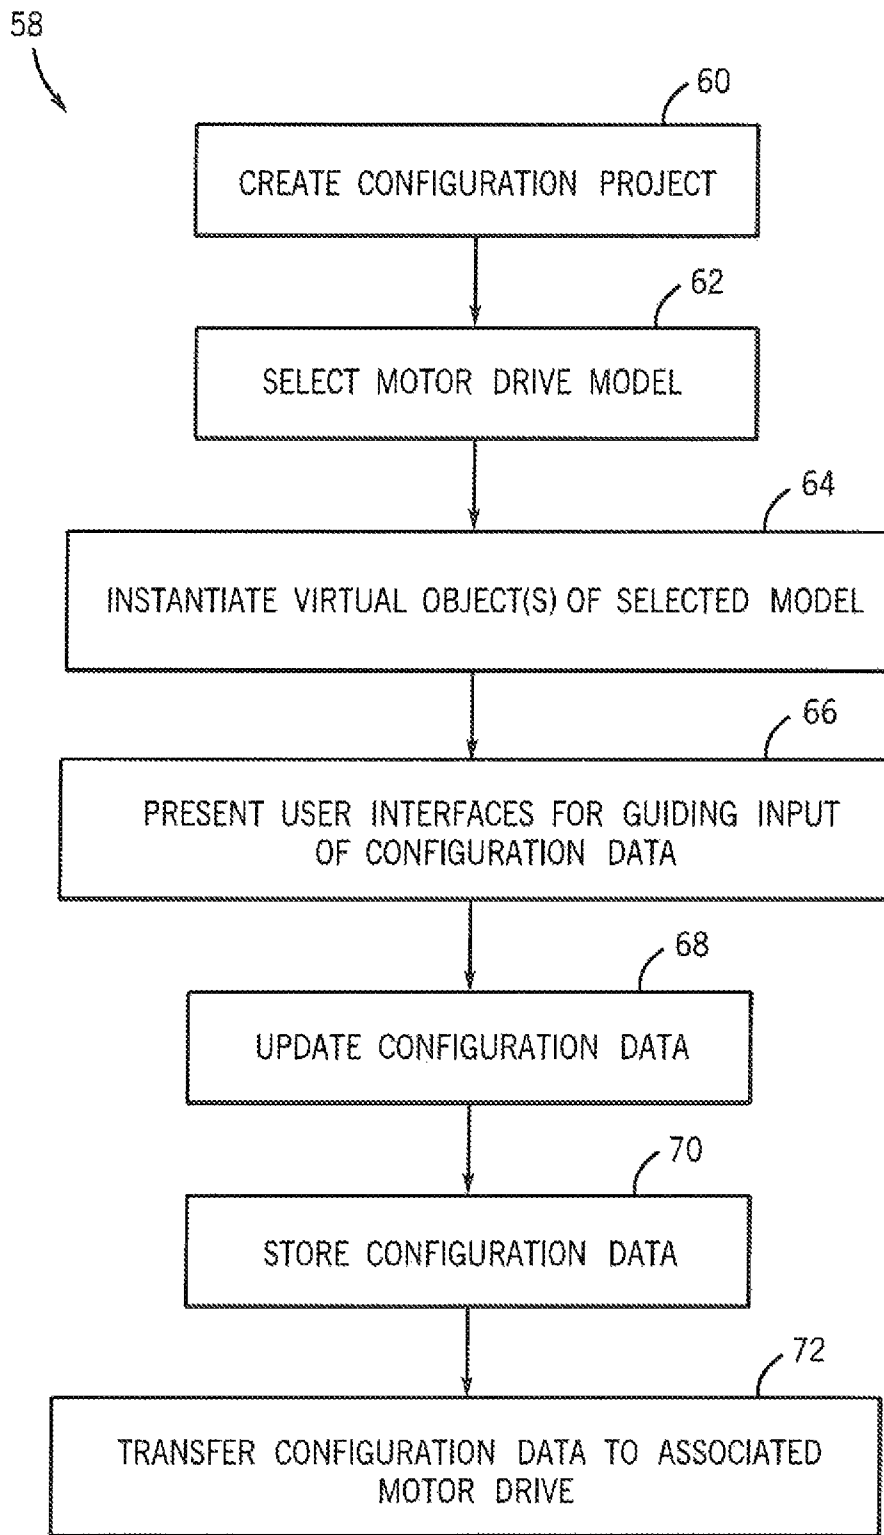 58
60
CREATE CONFIGURATION PROJECT
62
SELECT MOTOR DRIVE MODEL
64
INSTANTIATE VIRTUAL OBJECT(S) OF SELECTED MODEL
66
PRESENT USER INTERFACES FOR GUIDING INPUT
OF CONFIGURATION DATA
68
UPDATE CONFIGURATION DATA
70
STORE CONFIGURATION DATA
72
TRANSFER CONFIGURATION DATA TO ASSOCIATED
MOTOR DRIVE